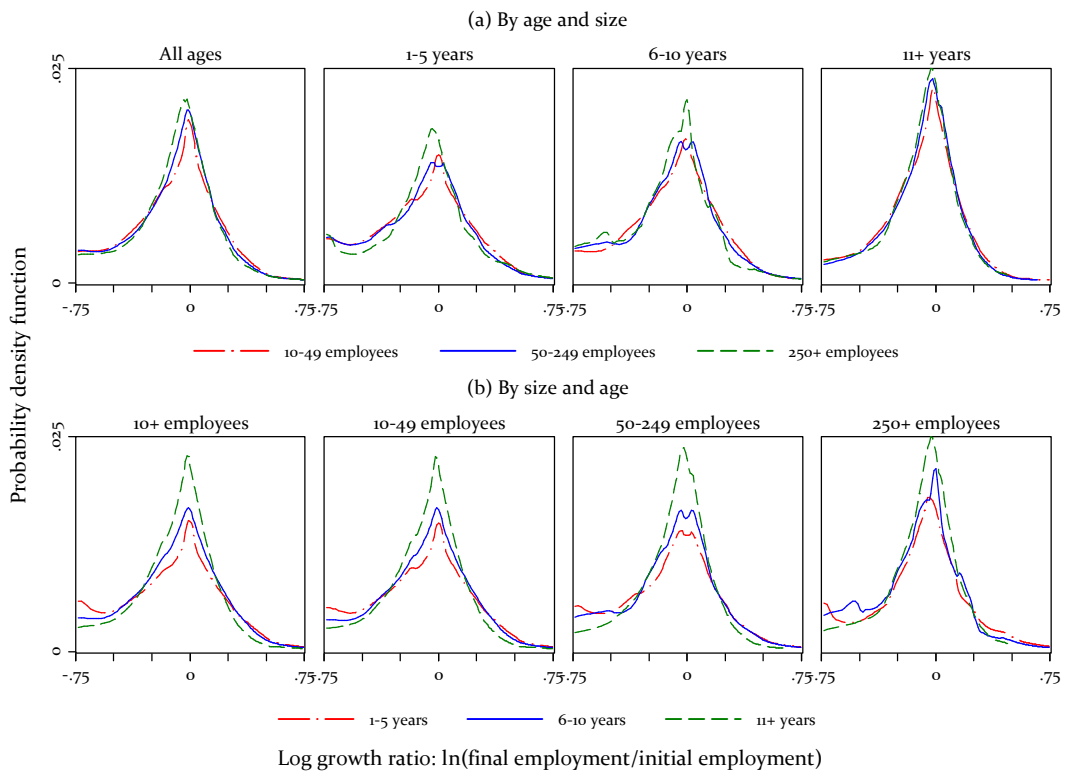 (a) By age and size
All ages 1-5 years 6-10 years 11+ years
.025
0
-.75 0 .75 -.75 0 .75 -.75 0 .75 -.75 0 .75
10-49 employees 50-249 employees 250+ employees
Probability density function
(b) By size and age
10+ employees 10-49 employees 50-249 employees 250+ employees
.025
0
-.75 0 .75 -.75 0 .75 -.75 0 .75 -.75 0 .75
1-5 years 6-10 years 11+ years
Log growth ratio: ln(final employment/initial employment)